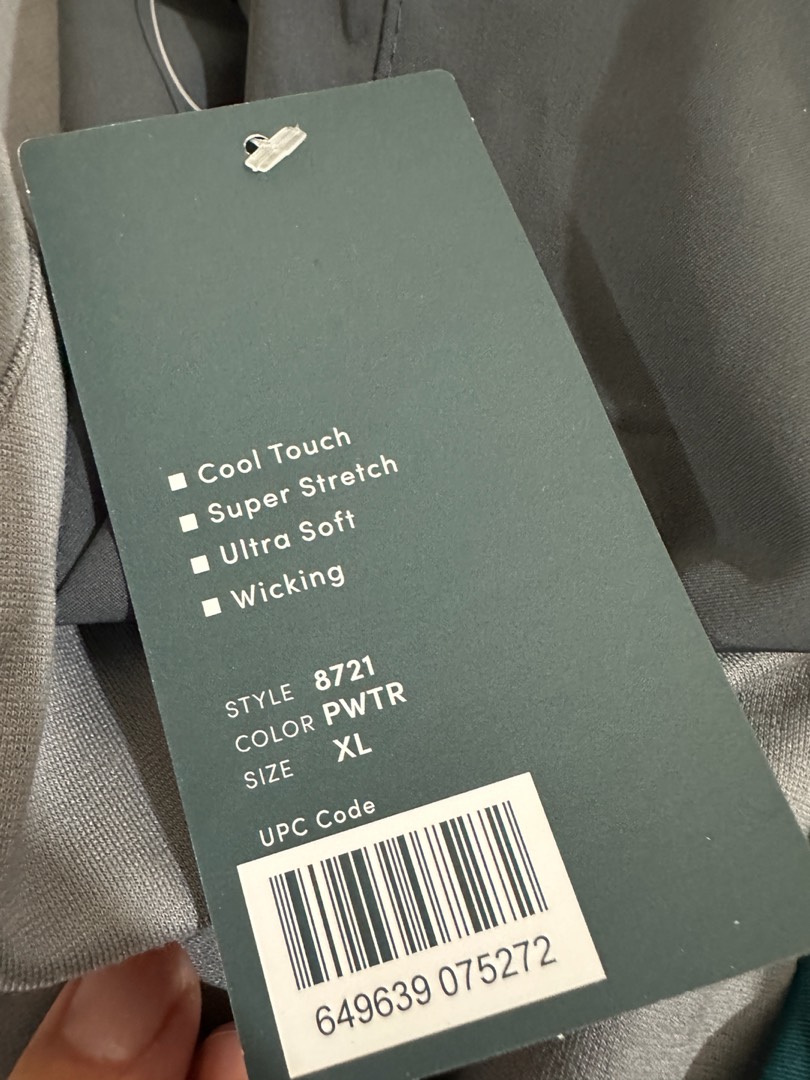 ■ Cool Touch
■ Super Stretch
■ Ultra Soft
■ Wicking
STYLE 8721
COLOR PWTR
SIZE XL
UPC Code
649639 075272